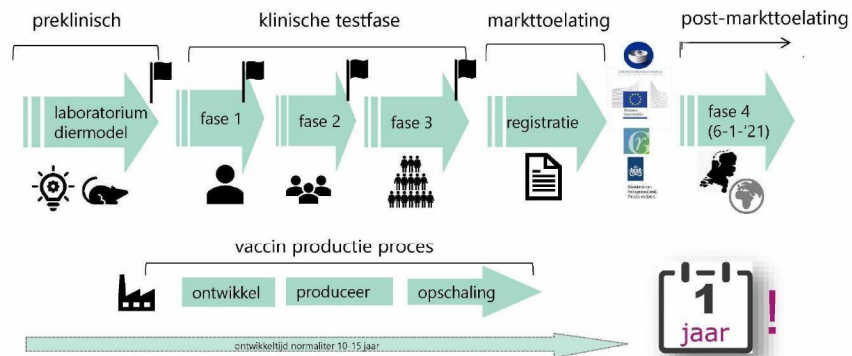 preklinisch
klinische testfase
markttoelating
post-markttoelating
laboratorium
diermodel
fase 1
fase 2
fase 3
registratie
fase 4
(6-1-'21)
vaccin productie proces
ontwikkel
produceer
opschaling
1
jaar
!
ontwikkeltijd normaliter 10-15 jaar